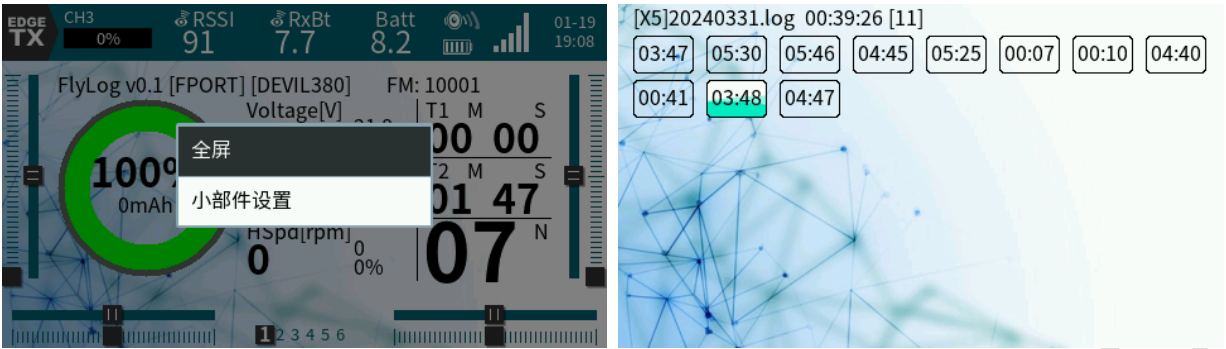 EDGE TX CH3 0% RSSI 91 RxBt 7.7 Batt 8.2 01-19 19:08
FlyLog v0.1 [FPORT] [DEVIL380] FM: 10001
Voltage[V]
T1 M S
00 00
全屏
100%
T2 M S
01 47
0mAh
小部件设置
HSpd[rpm]
0
0
0%
07 N
1 2 3 4 5 6
[X5]20240331.log 00:39:26 [11]
03:47 05:30 05:46 04:45 05:25 00:07 00:10 04:40
00:41 03:48 04:47